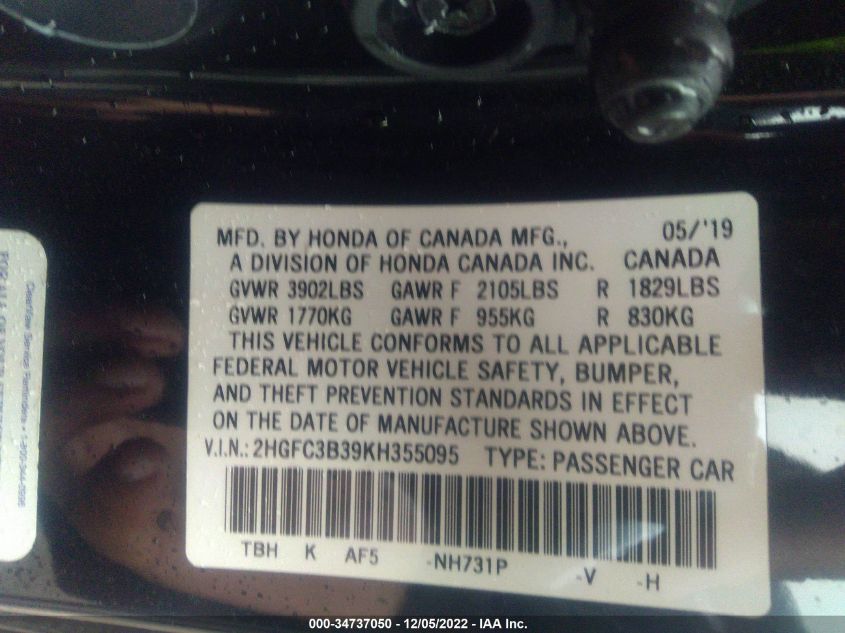 MFD. BY HONDA OF CANADA MFG., 05/'19
A DIVISION OF HONDA CANADA INC. CANADA
GVWR 3902LBS GAWR F 2105LBS R 1829LBS
GVWR 1770KG GAWR F 955KG R 830KG
THIS VEHICLE CONFORMS TO ALL APPLICABLE
FEDERAL MOTOR VEHICLE SAFETY, BUMPER,
AND THEFT PREVENTION STANDARDS IN EFFECT
ON THE DATE OF MANUFACTURE SHOWN ABOVE.
V.I.N.: 2HGFC3B39KH355095 TYPE: PASSENGER CAR
TBH K AF5 -NH731P -V -H
000-34737050 - 12/05/2022 - IAA Inc.